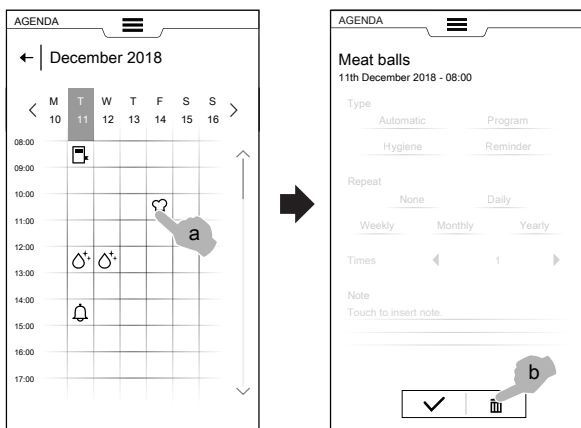 AGENDA
December 2018
M T W T F S S
10 11 12 13 14 15 16
08:00
09:00
10:00
11:00
a
12:00
13:00
14:00
15:00
16:00
17:00
AGENDA
Meat balls
11th December 2018 - 08:00
Type
Automatic Program
Hygiene Reminder
Repeat
None Daily
Weekly Monthly Yearly
Times 1
Note
Touch to insert note.
b